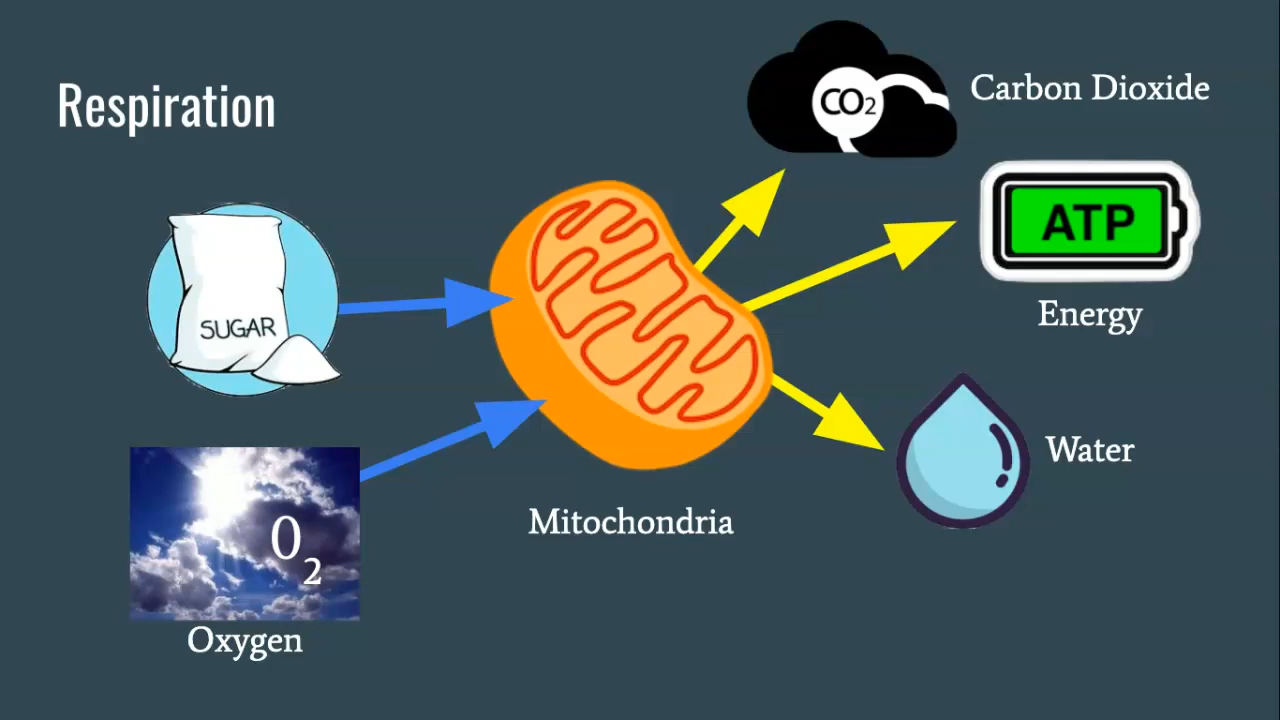 Respiration
CO₂
Carbon Dioxide
ATP
Energy
SUGAR
Water
O₂
Mitochondria
Oxygen